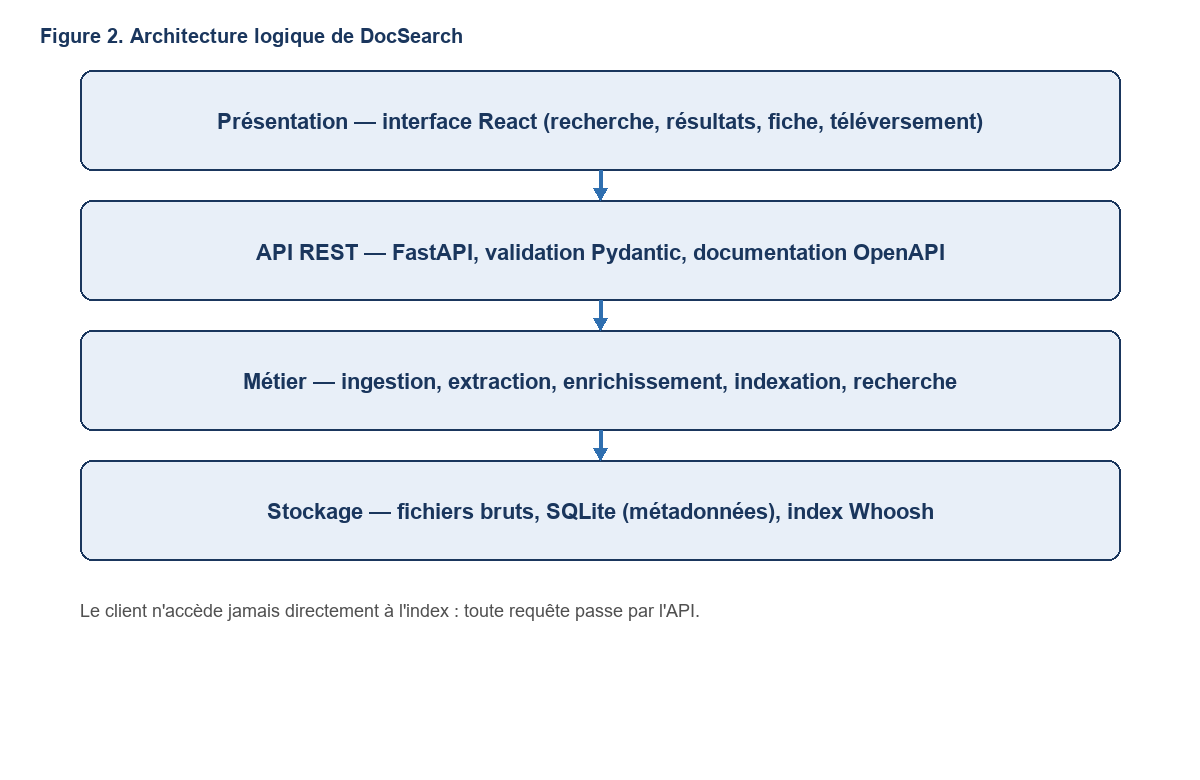 Figure 2. Architecture logique de DocSearch
Présentation — interface React (recherche, résultats, fiche, téléversement)
API REST — FastAPI, validation Pydantic, documentation OpenAPI
Métier — ingestion, extraction, enrichissement, indexation, recherche
Stockage — fichiers bruts, SQLite (métadonnées), index Whoosh
Le client n'accède jamais directement à l'index : toute requête passe par l'API.